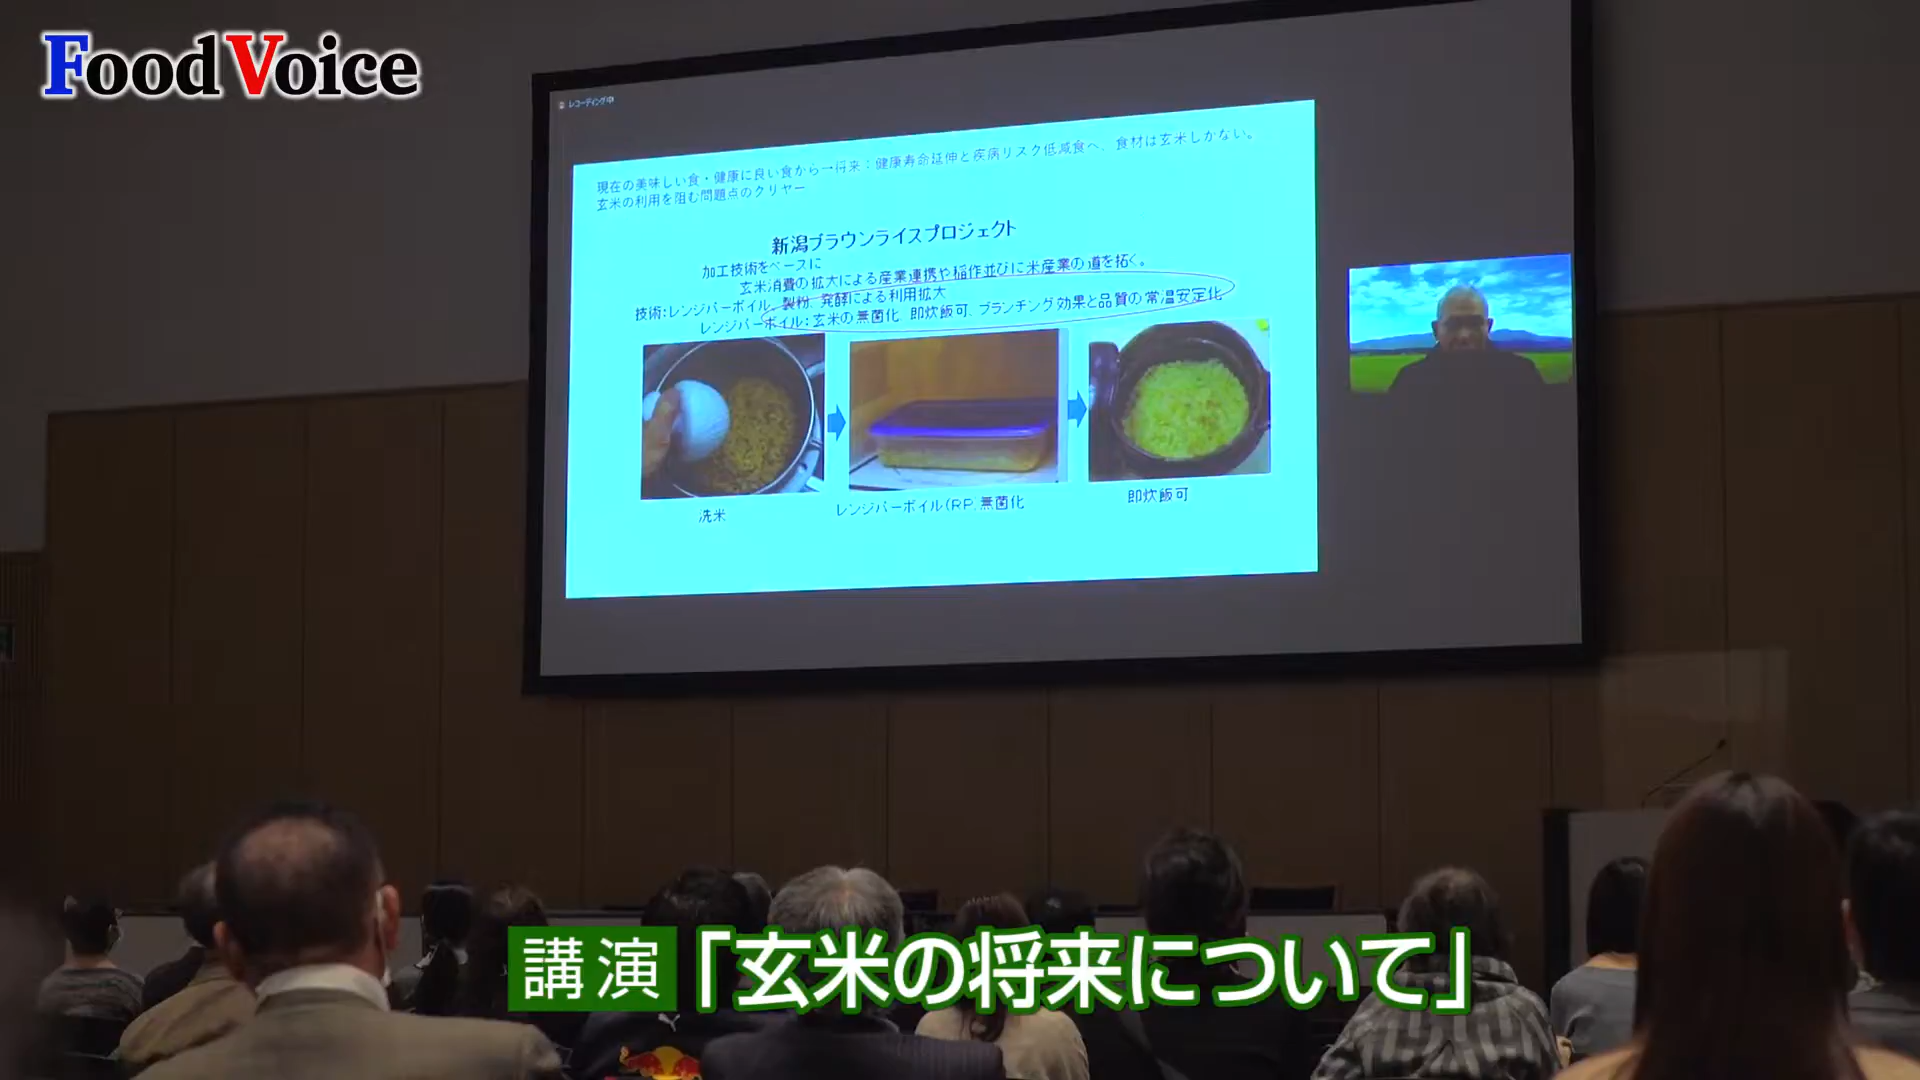 FoodVoice
レコーディング中
現在の美味しい食・健康に良い食から→将来:健康寿命延伸と疾病リスク低減食へ、食材は玄米しかない。
玄米の利用を阻む問題点のクリヤー
新潟ブラウンライスプロジェクト
加工技術をベースに
玄米消費の拡大による産業連携や稲作並びに米産業の道を拓く。
技術:レンジパーボイル、製粉、発酵による利用拡大
レンジパーボイル:玄米の無菌化、即炊飯可、ブランチング効果と品質の常温安定化
洗米
レンジパーボイル(RP)無菌化
即炊飯可
講演「玄米の将来について」